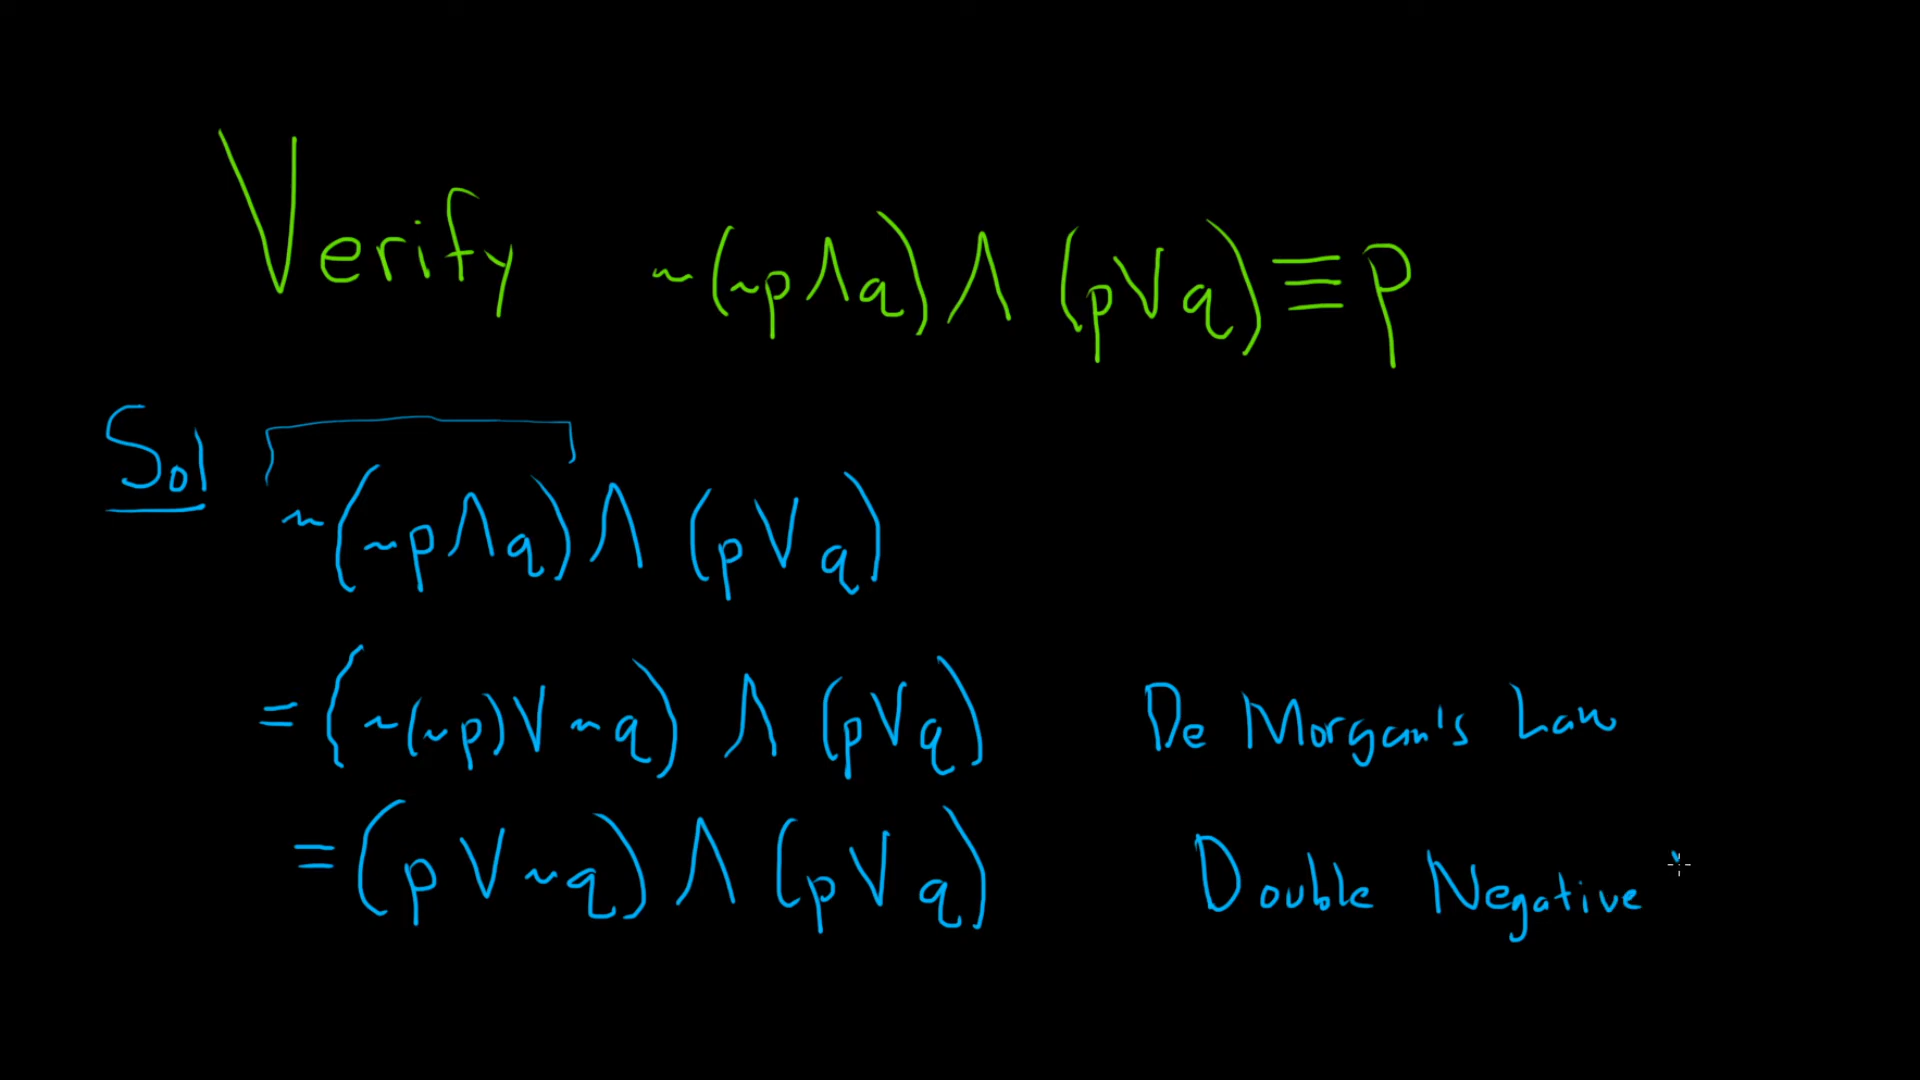 Verify ~(~p∧q)∧(p∨q)≡p
Sol
~(~p∧q)∧(p∨q)
=(~(~p)∨~q)∧(p∨q) De Morgan's Law
=(p∨~q)∧(p∨q) Double Negative